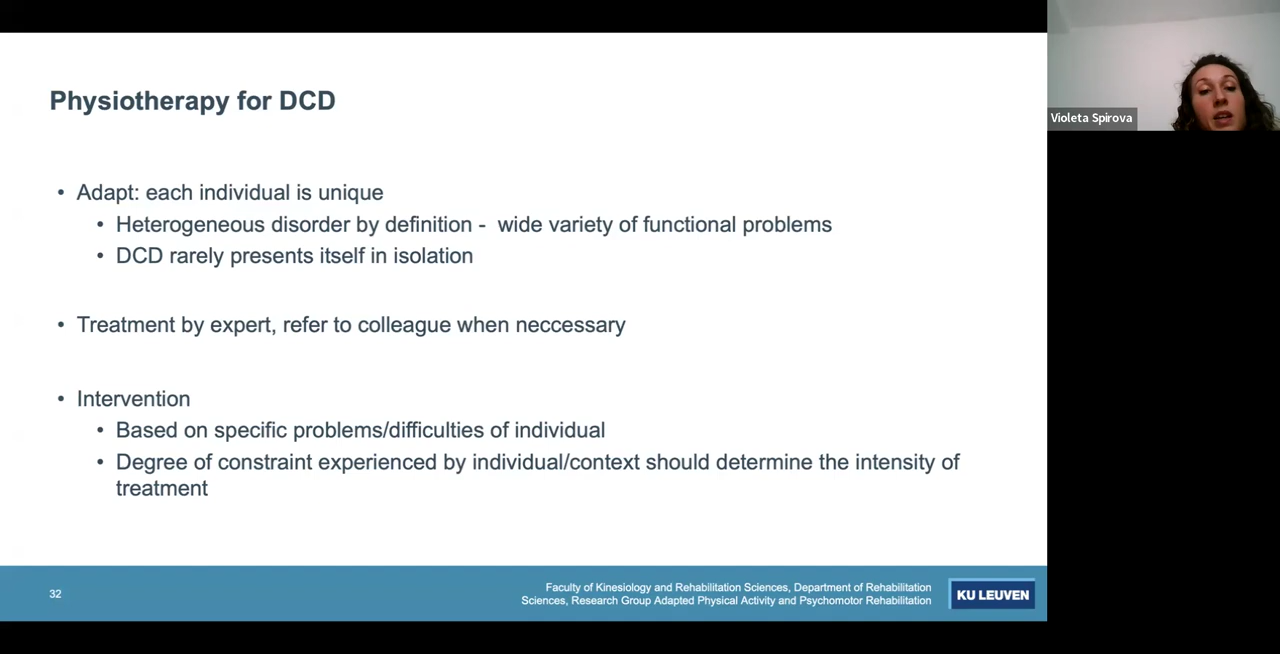 Physiotherapy for DCD
Violeta Spirova
• Adapt: each individual is unique
• Heterogeneous disorder by definition - wide variety of functional problems
• DCD rarely presents itself in isolation
• Treatment by expert, refer to colleague when neccessary
• Intervention
• Based on specific problems/difficulties of individual
• Degree of constraint experienced by individual/context should determine the intensity of
treatment
32
Faculty of Kinesiology and Rehabilitation Sciences, Department of Rehabilitation
Sciences, Research Group Adapted Physical Activity and Psychomotor Rehabilitation
KU LEUVEN